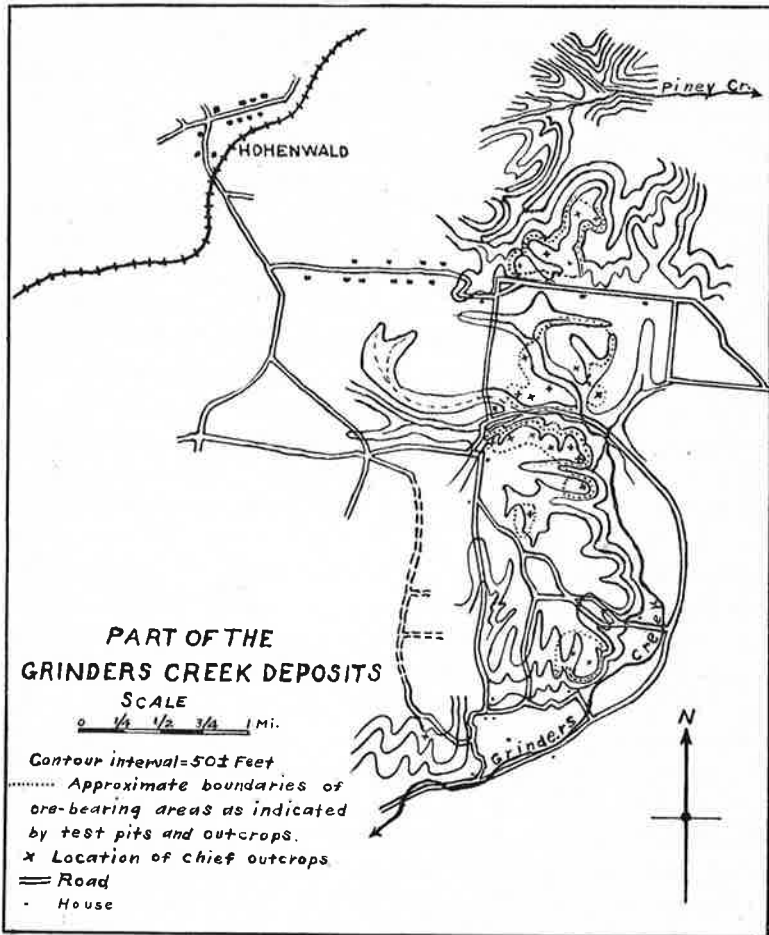 Piney Cr.
HOHENWALD
PART OF THE
GRINDERS CREEK DEPOSITS
SCALE
0 1/4 1/2 3/4 1 Mi.
Contour interval=50± Feet
Approximate boundaries of
ore-bearing areas as indicated
by test pits and outcrops.
x Location of chief outcrops
Road
House
Grinders Creek
N